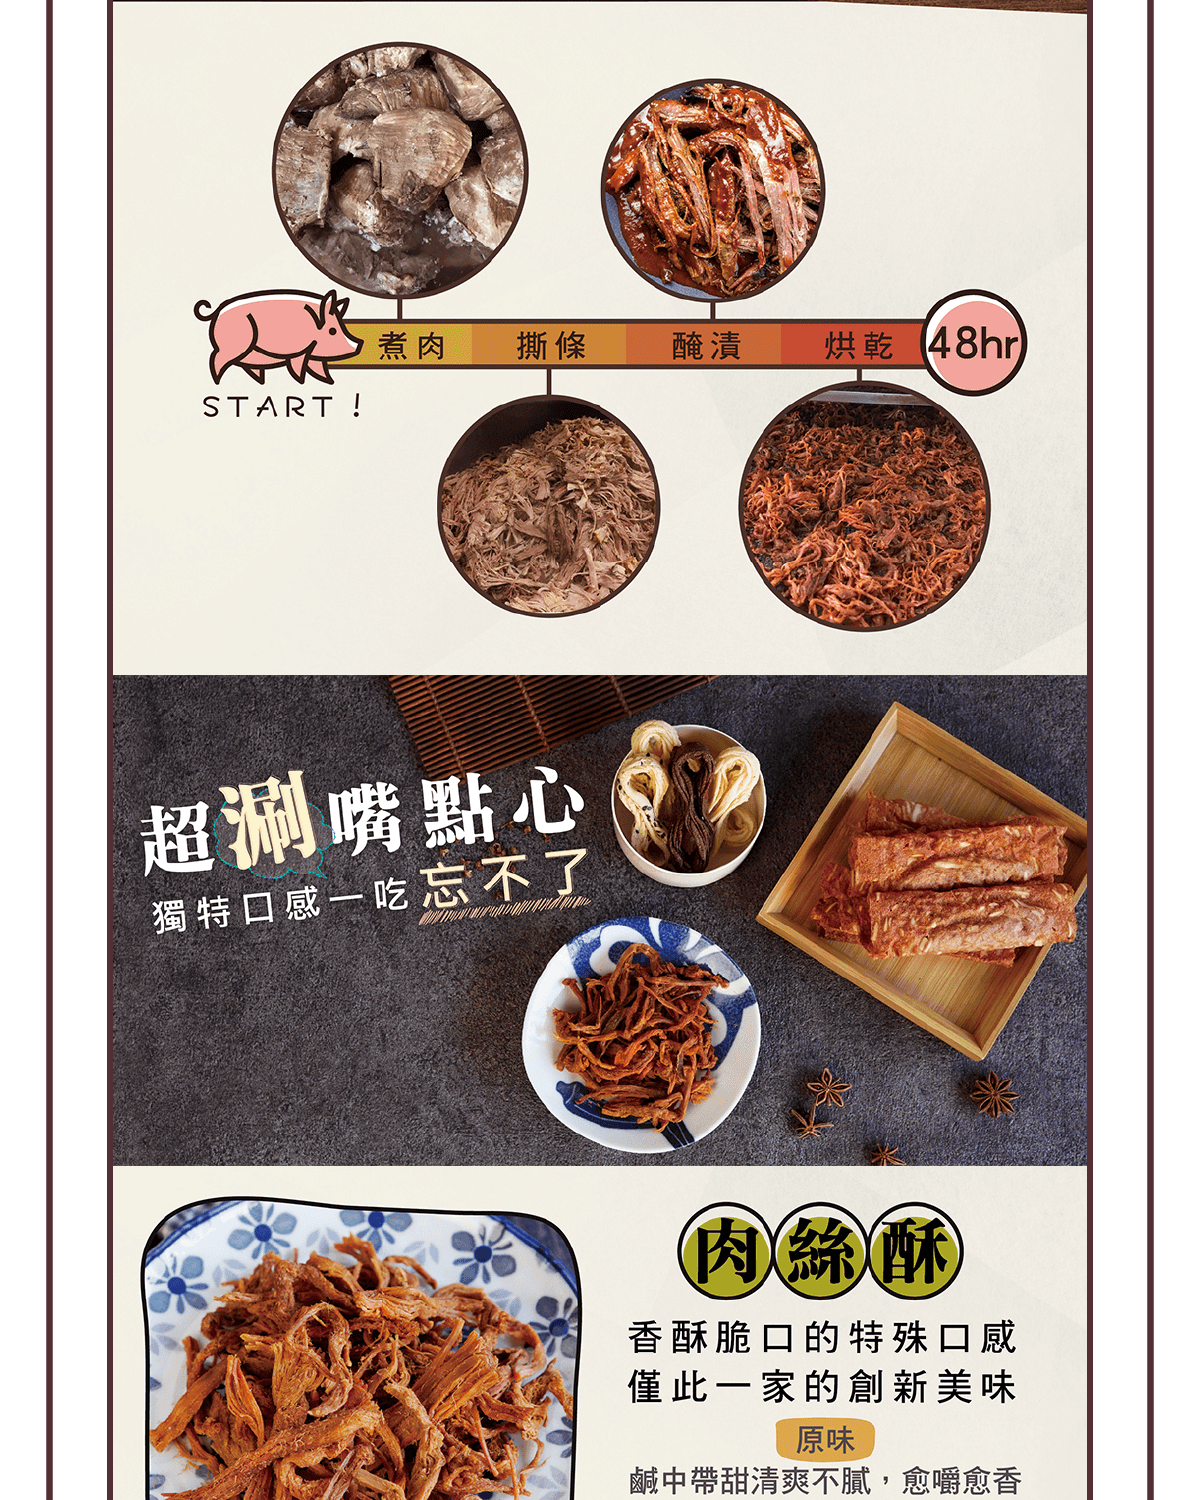 煮肉 撕條 醃漬 烘乾 48hr
START！
超涮嘴點心
獨特口感一吃忘不了
肉絲酥
香酥脆口的特殊口感
僅此一家的創新美味
原味
鹹中帶甜清爽不膩，愈嚼愈香